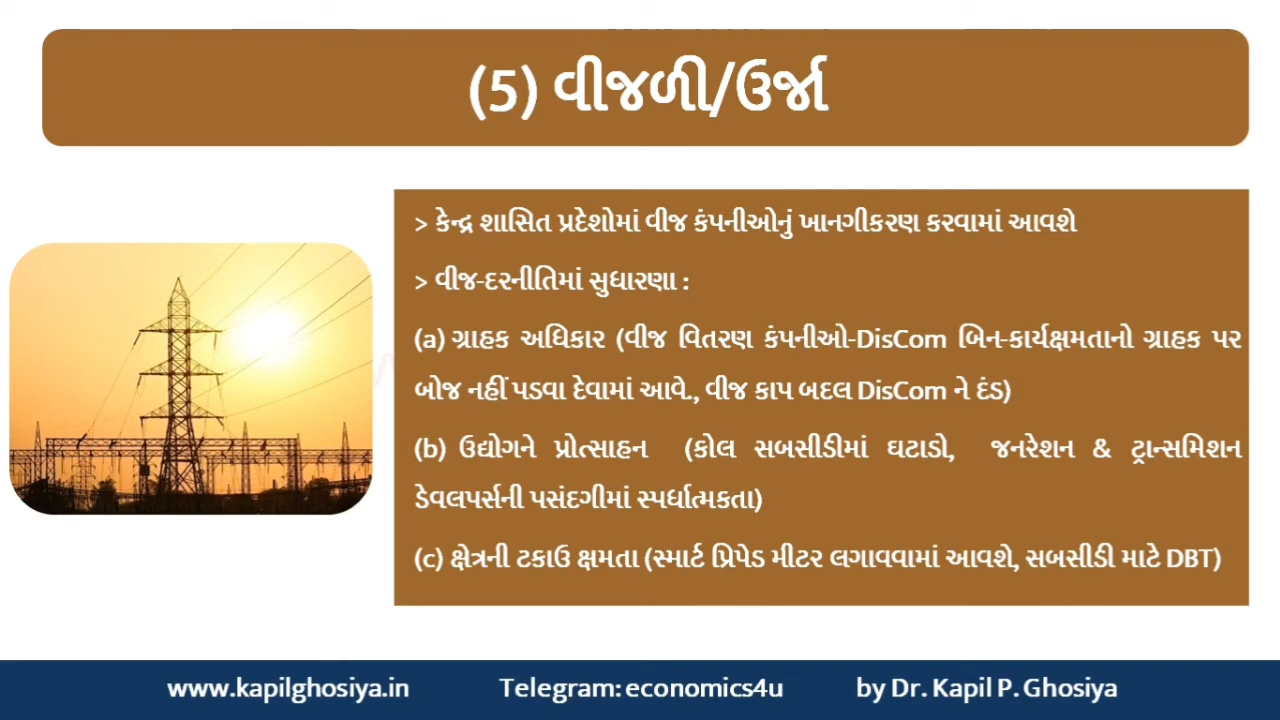 (5) વીજળી/ઉર્જા
> કેન્દ્ર શાસિત પ્રદેશોમાં વીજ કંપનીઓનું ખાનગીકરણ કરવામાં આવશે
> વીજ-દરનીતિમાં સુધારણા :
(a) ગ્રાહક અધિકાર (વીજ વિતરણ કંપનીઓ-DisCom બિન-કાર્યક્ષમતાનો ગ્રાહક પર
બોજ નહીં પડવા દેવામાં આવે., વીજ કાપ બદલ DisCom ને દંડ)
(b) ઉદ્યોગને પ્રોત્સાહન (કોલ સબસીડીમાં ઘટાડો, જનરેશન & ટ્રાન્સમિશન
ડેવલપર્સની પસંદગીમાં સ્પર્ધાત્મકતા)
(c) ક્ષેત્રની ટકાઉ ક્ષમતા (સ્માર્ટ પ્રિપેડ મીટર લગાવવામાં આવશે, સબસીડી માટે DBT)
www.kapilghosiya.in Telegram: economics4u by Dr. Kapil P. Ghosiya